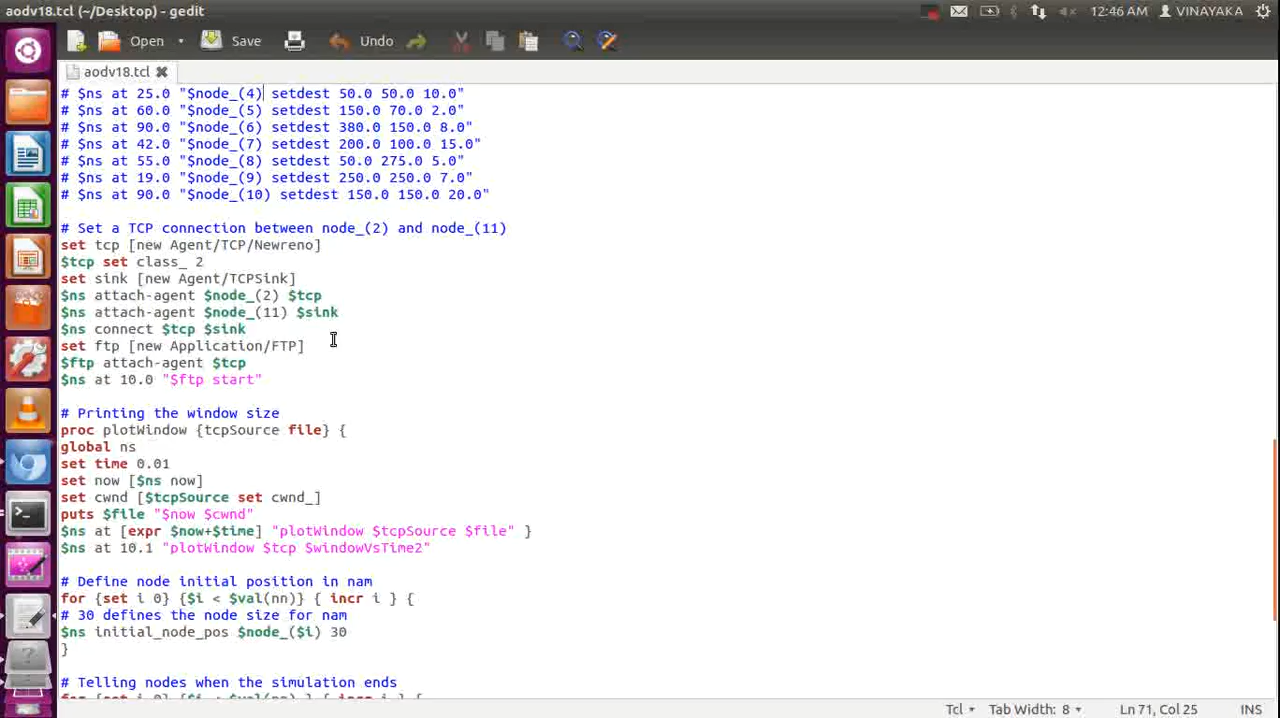 aodv18.tcl (~/Desktop) - gedit
12:46 AM VINAYAKA
Open Save Undo
aodv18.tcl
# $ns at 25.0 "$node_(4) setdest 50.0 50.0 10.0"
# $ns at 60.0 "$node_(5) setdest 150.0 70.0 2.0"
# $ns at 90.0 "$node_(6) setdest 380.0 150.0 8.0"
# $ns at 42.0 "$node_(7) setdest 200.0 100.0 15.0"
# $ns at 55.0 "$node_(8) setdest 50.0 275.0 5.0"
# $ns at 19.0 "$node_(9) setdest 250.0 250.0 7.0"
# $ns at 90.0 "$node_(10) setdest 150.0 150.0 20.0"
# Set a TCP connection between node_(2) and node_(11)
set tcp [new Agent/TCP/Newreno]
$tcp set class_ 2
set sink [new Agent/TCPSink]
$ns attach-agent $node_(2) $tcp
$ns attach-agent $node_(11) $sink
$ns connect $tcp $sink
set ftp [new Application/FTP]
$ftp attach-agent $tcp
$ns at 10.0 "$ftp start"
# Printing the window size
proc plotWindow {tcpSource file} {
global ns
set time 0.01
set now [$ns now]
set cwnd [$tcpSource set cwnd_]
puts $file "$now $cwnd"
$ns at [expr $now+$time] "plotWindow $tcpSource $file" }
$ns at 10.1 "plotWindow $tcp $windowVsTime2"
# Define node initial position in nam
for {set i 0} {$i < $val(nn)} { incr i } {
# 30 defines the node size for nam
$ns initial_node_pos $node_($i) 30
}
# Telling nodes when the simulation ends
for {set i 0} {$i < $val(nn) } { incr i } {
Tcl Tab Width: 8 Ln 71, Col 25 INS